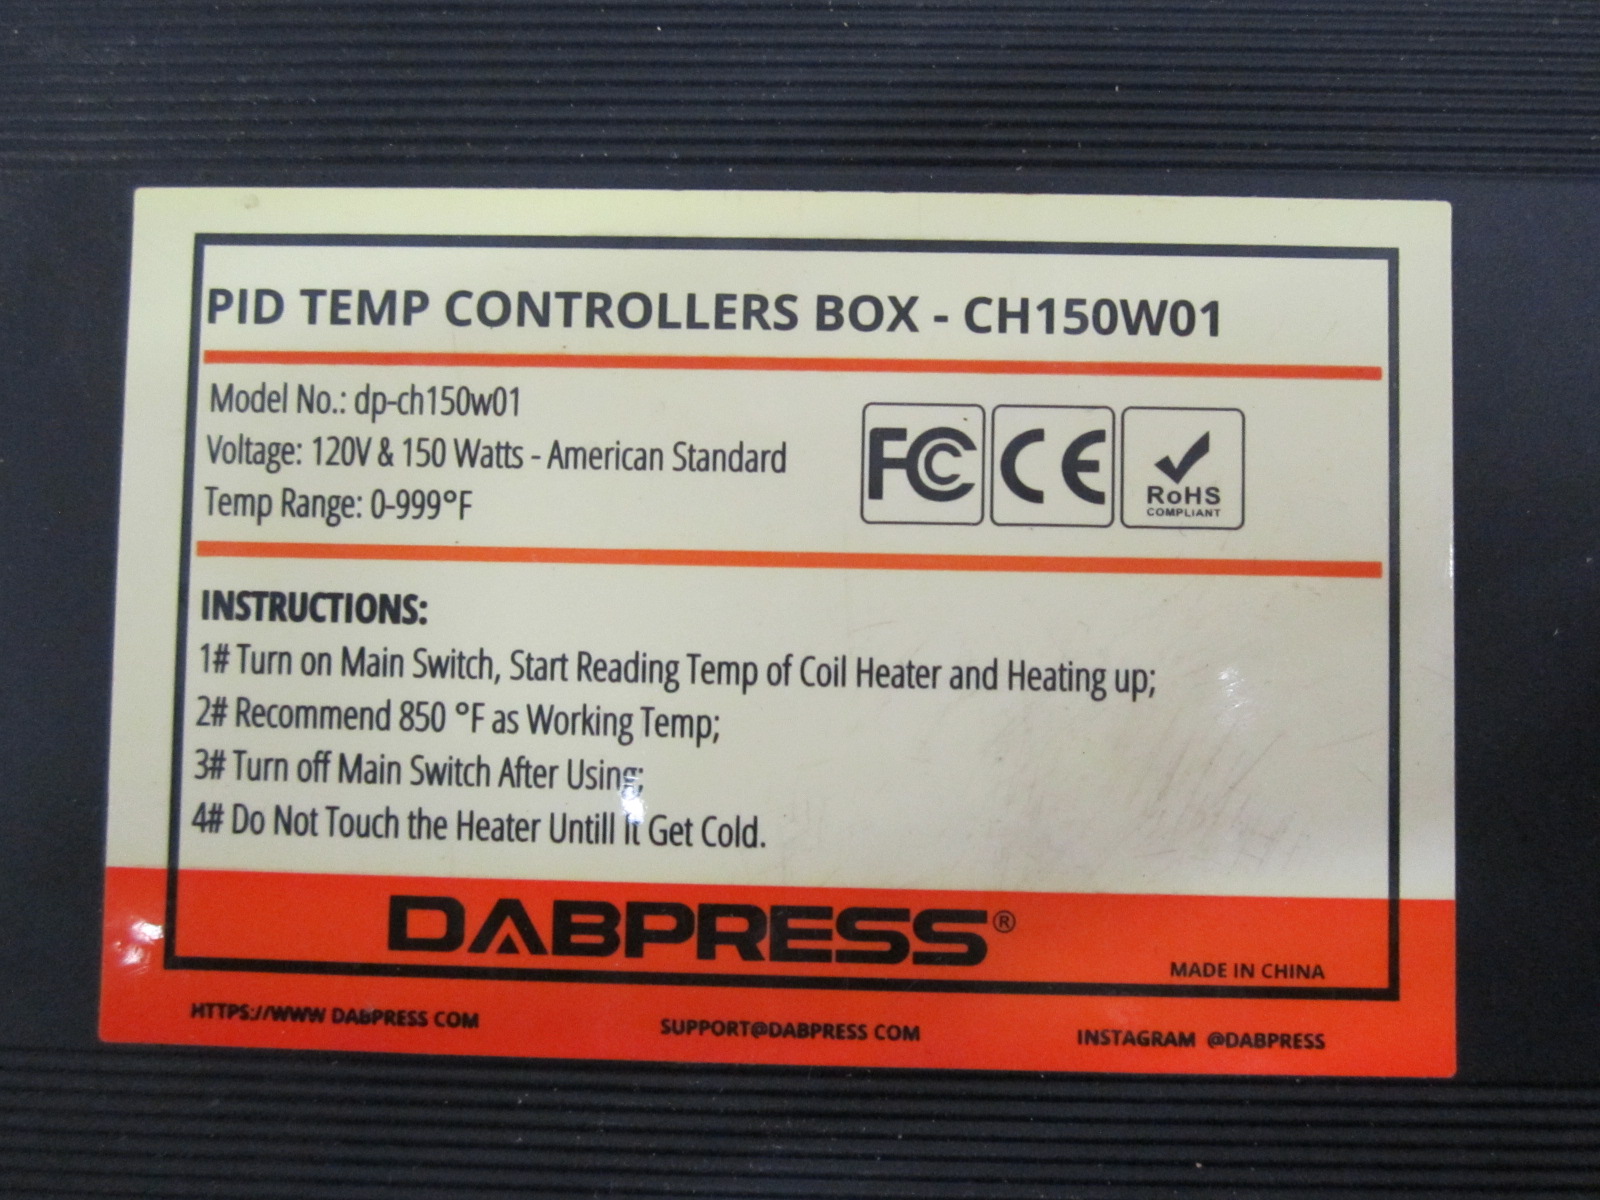 PID TEMP CONTROLLERS BOX - CH150W01
Model No.: dp-ch150w01
Voltage: 120V & 150 Watts - American Standard
Temp Range: 0-999°F
FCC CE RoHS
COMPLIANT
INSTRUCTIONS:
1# Turn on Main Switch, Start Reading Temp of Coil Heater and Heating up;
2# Recommend 850 °F as Working Temp;
3# Turn off Main Switch After Using;
4# Do Not Touch the Heater Untill It Get Cold.
DABPRESS®
MADE IN CHINA
HTTPS://WWW DABPRESS COM SUPPORT@DABPRESS COM INSTAGRAM @DABPRESS